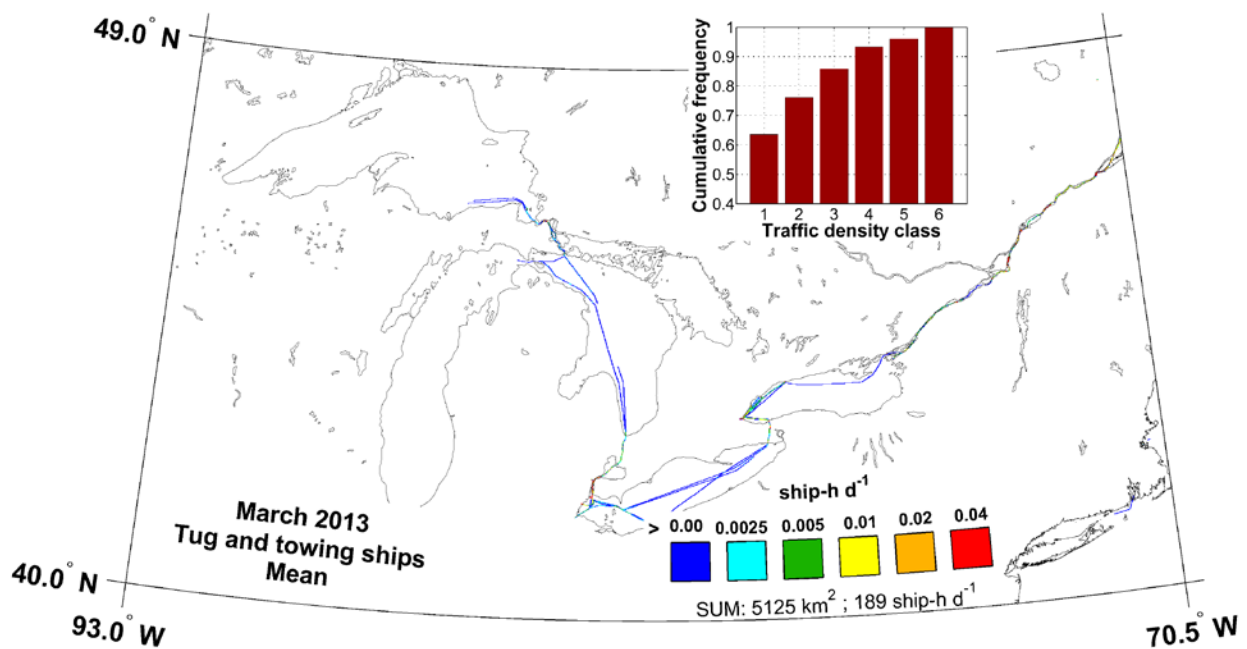 49.0° N
Cumulative frequency
1
0.9
0.8
0.7
0.6
0.5
0.4
1 2 3 4 5 6
Traffic density class
March 2013
Tug and towing ships
Mean
ship-h d⁻¹
> 0.00 0.0025 0.005 0.01 0.02 0.04
SUM: 5125 km² ; 189 ship-h d⁻¹
40.0° N
93.0° W
70.5° W